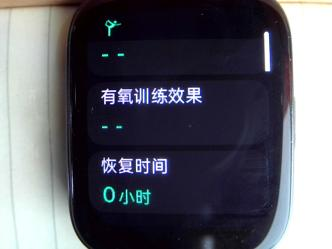 --
有氧训练效果
--
恢复时间
0小时